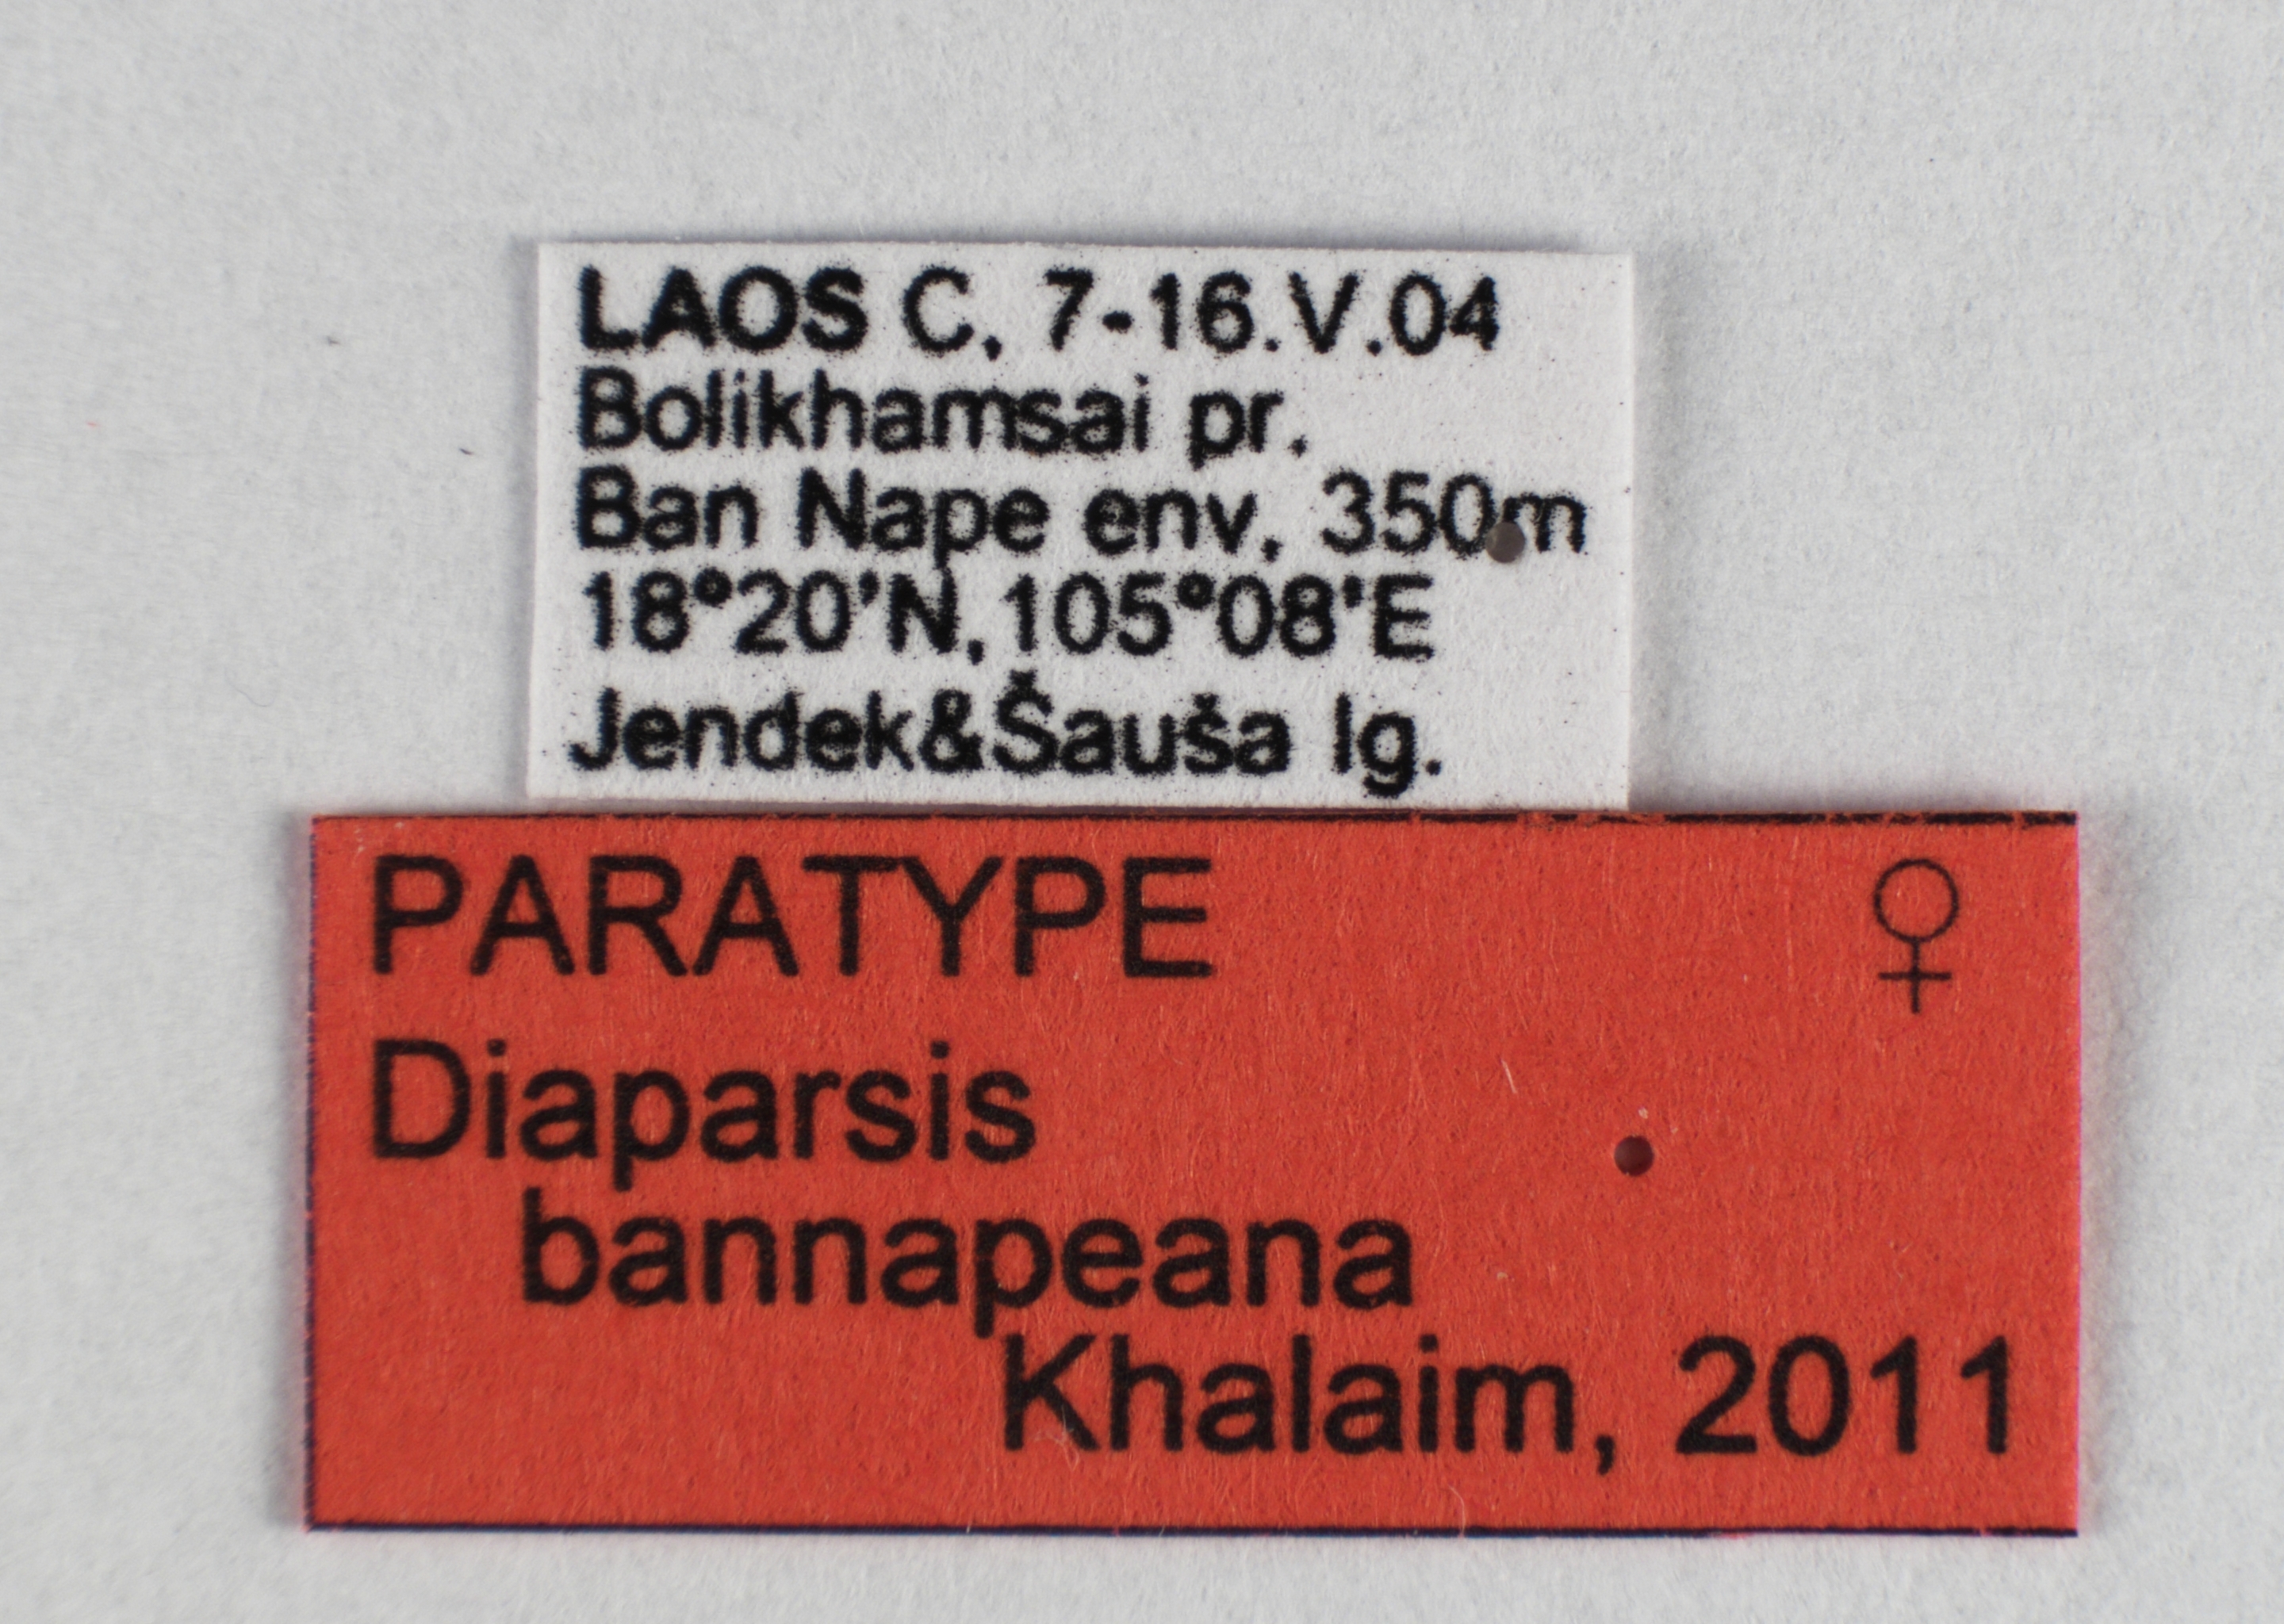 LAOS C, 7-16.V.04
Bolikhamsai pr.
Ban Nape env, 350m
18°20'N,105°08'E
Jendek&Šauša lg.
PARATYPE ♀
Diaparsis
bannapeana
Khalaim, 2011